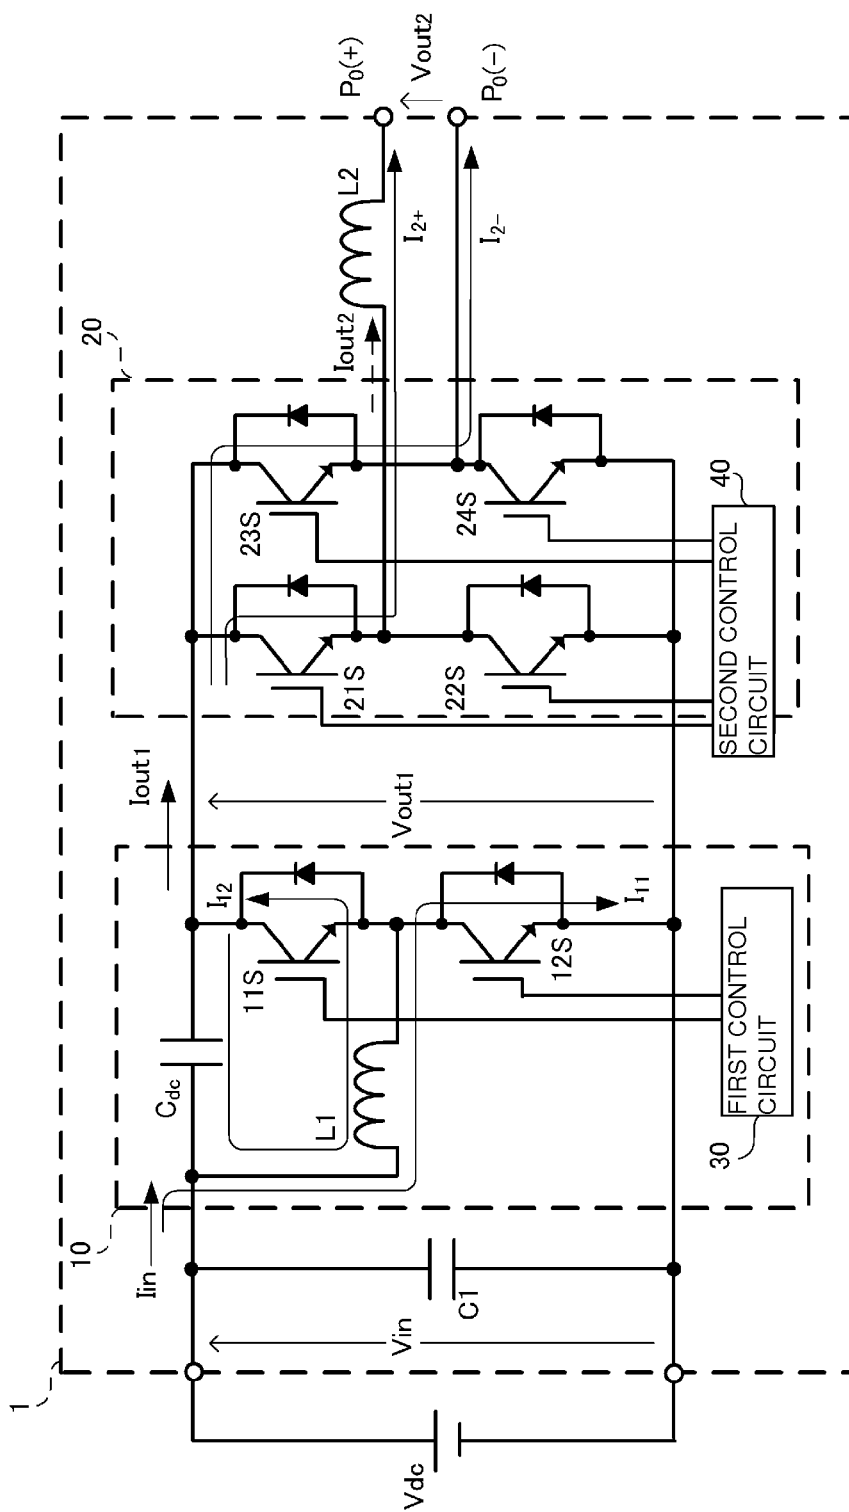 1
10
20
Vdc
Vin
C1
Iin
Cdc
L1
I12
I11
11S
12S
30
FIRST CONTROL
CIRCUIT
Iout1
Vout1
21S
22S
23S
24S
40
SECOND CONTROL
CIRCUIT
Iout2
L2
I2+
I2−
P0(+)
Vout2
P0(−)